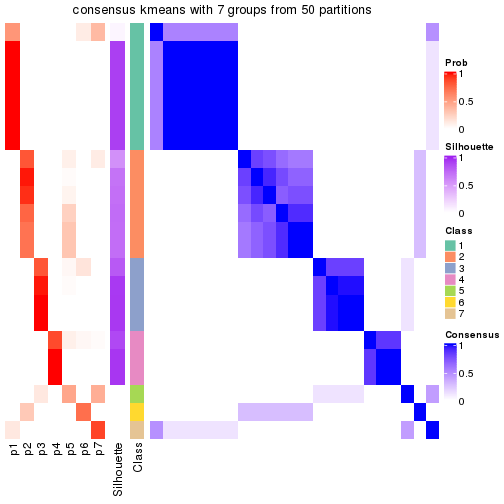 consensus kmeans with 7 groups from 50 partitions
Prob
1
0.5
0
Silhouette
1
0.5
0
Class
1
2
3
4
5
6
7
Consensus
1
0.5
0
p1
p2
p3
p4
p5
p6
p7
Silhouette
Class